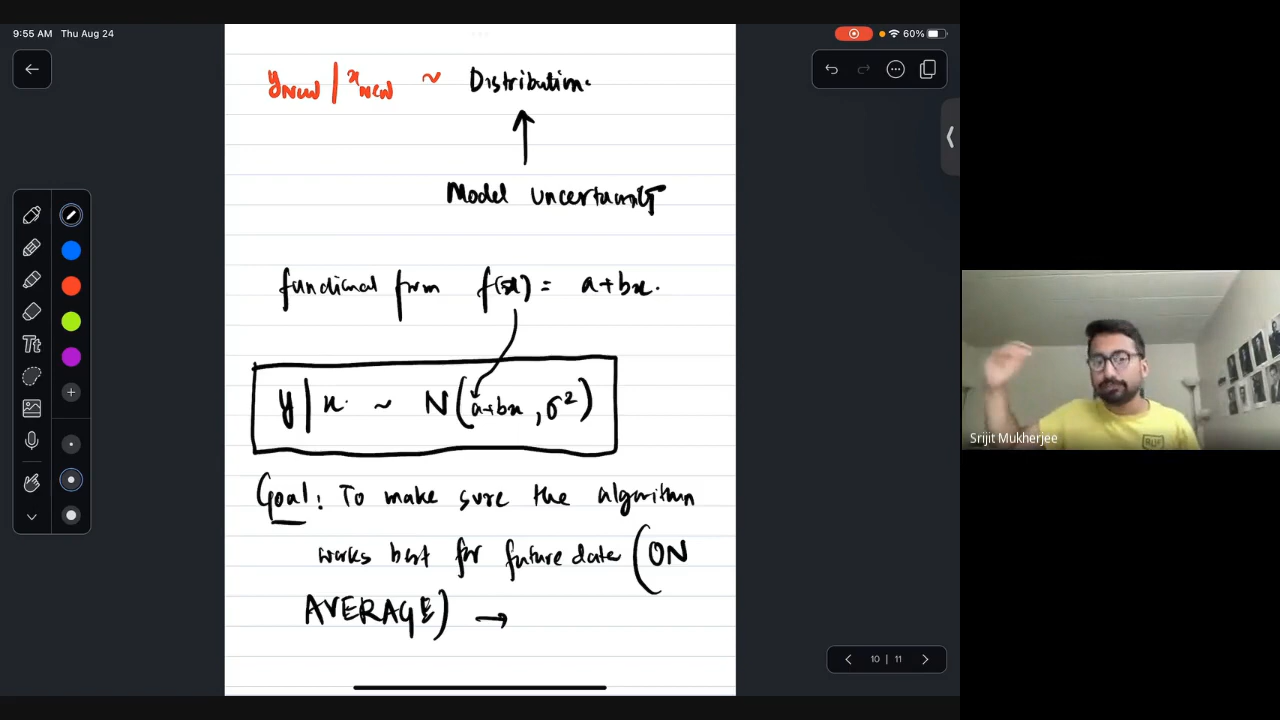 9:55 AM Thu Aug 24
60%
yNew | xNew ~ Distribution.
Model uncertainty
functional form f(x) = a+bx.
y | x. ~ N(a+bx, σ²)
Goal: To make sure the algorithm
works best for future data (ON
AVERAGE) →
Tt
Srijit Mukherjee
10 | 11